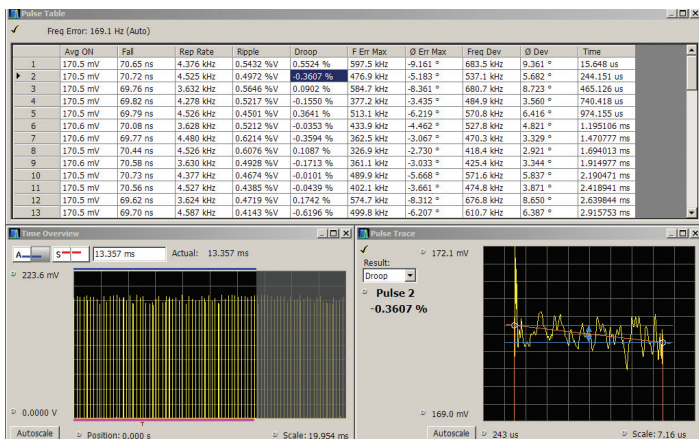 Pulse Table
Freq Error: 169.1 Hz (Auto)
Avg ON Fall Rep Rate Ripple Droop F Err Max Ø Err Max Freq Dev Ø Dev Time
1 170.5 mV 70.65 ns 4.376 kHz 0.5432 %V 0.5524 % 597.5 kHz -9.161 ° 683.5 kHz 9.361 ° 15.648 us
2 170.5 mV 70.72 ns 4.525 kHz 0.4972 %V -0.3607 % 476.9 kHz -5.183 ° 537.1 kHz 5.682 ° 244.151 us
3 170.5 mV 69.76 ns 3.632 kHz 0.5646 %V 0.0902 % 584.7 kHz -8.361 ° 680.7 kHz 8.723 ° 465.126 us
4 170.5 mV 69.82 ns 4.278 kHz 0.5217 %V -0.1550 % 377.2 kHz -3.435 ° 484.9 kHz 3.560 ° 740.418 us
5 170.5 mV 69.79 ns 4.526 kHz 0.4501 %V 0.3641 % 513.1 kHz -6.219 ° 570.8 kHz 6.416 ° 974.155 us
6 170.6 mV 70.08 ns 3.628 kHz 0.5212 %V -0.0353 % 433.9 kHz -4.462 ° 527.8 kHz 4.821 ° 1.195106 ms
7 170.6 mV 69.77 ns 4.480 kHz 0.6214 %V -0.3594 % 362.5 kHz -3.067 ° 470.3 kHz 3.329 ° 1.470777 ms
8 170.5 mV 70.44 ns 4.526 kHz 0.6076 %V 0.1087 % 326.9 kHz -2.730 ° 418.4 kHz 2.921 ° 1.694013 ms
9 170.6 mV 70.58 ns 3.630 kHz 0.4928 %V -0.1713 % 361.1 kHz -3.033 ° 425.4 kHz 3.344 ° 1.914977 ms
10 170.5 mV 70.73 ns 4.377 kHz 0.4674 %V -0.0101 % 489.9 kHz -5.668 ° 571.6 kHz 5.837 ° 2.190471 ms
11 170.5 mV 70.56 ns 4.527 kHz 0.4385 %V -0.0439 % 402.1 kHz -3.661 ° 474.8 kHz 3.871 ° 2.418941 ms
12 170.5 mV 69.62 ns 3.624 kHz 0.4719 %V 0.1742 % 574.7 kHz -8.312 ° 676.8 kHz 8.650 ° 2.639844 ms
13 170.5 mV 69.70 ns 4.587 kHz 0.4143 %V -0.6196 % 499.8 kHz -6.207 ° 610.7 kHz 6.387 ° 2.915753 ms
Time Overview
A S 13.357 ms Actual: 13.357 ms
223.6 mV
0.0000 V
T
Autoscale Position: 0.000 s Scale: 19.954 ms
Pulse Trace
172.1 mV
Result:
Droop
Pulse 2
-0.3607 %
169.0 mV
Autoscale 243 us Scale: 7.16 us